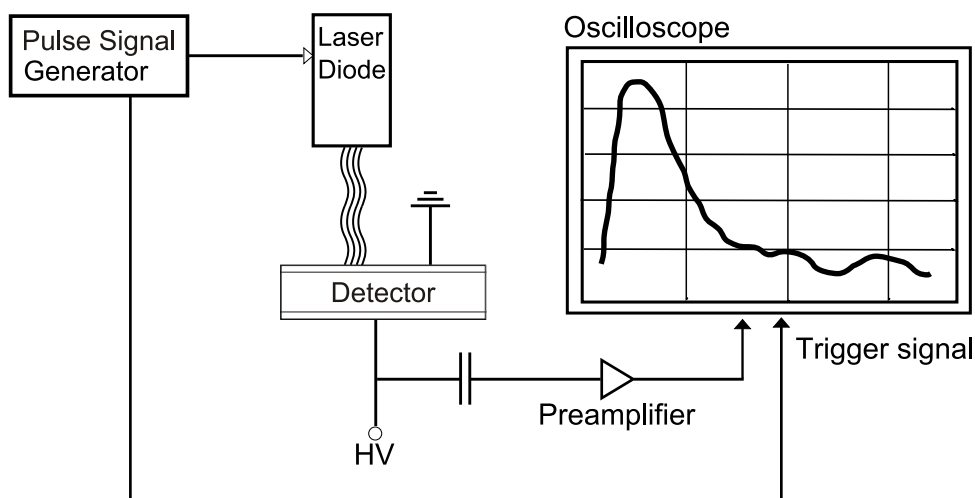 Pulse Signal
Generator
Laser
Diode
Oscilloscope
Detector
Trigger signal
Preamplifier
HV